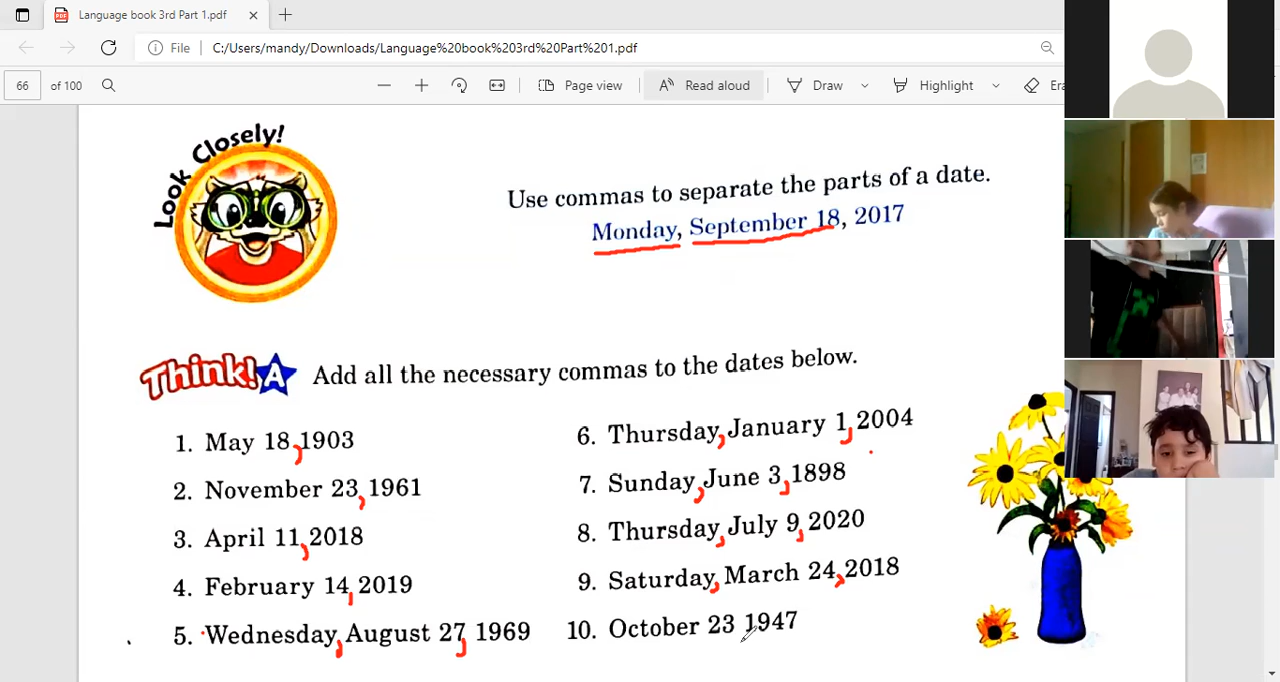 Language book 3rd Part 1.pdf
File C:/Users/mandy/Downloads/Language%20book%203rd%20Part%201.pdf
66 of 100 Page view Read aloud Draw Highlight
Look Closely!
Use commas to separate the parts of a date.
Monday, September 18, 2017
Think! A Add all the necessary commas to the dates below.
1. May 18,1903
2. November 23,1961
3. April 11,2018
4. February 14,2019
5. Wednesday,August 27, 1969
6. Thursday,January 1,2004
7. Sunday,June 3,1898
8. Thursday,July 9,2020
9. Saturday,March 24,2018
10. October 23 1947